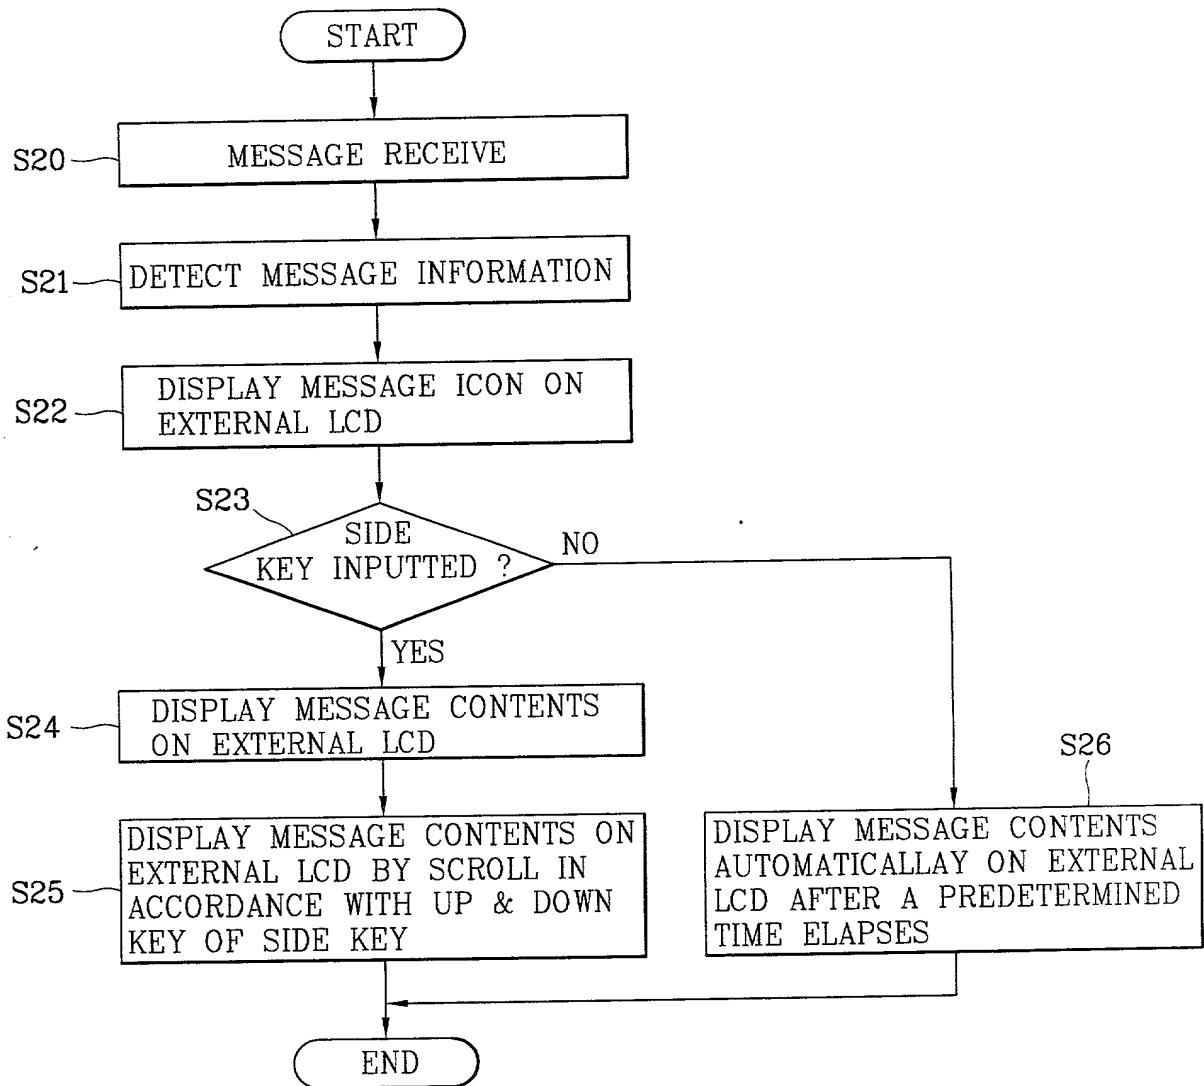 START
S20
MESSAGE RECEIVE
S21
DETECT MESSAGE INFORMATION
S22
DISPLAY MESSAGE ICON ON
EXTERNAL LCD
S23
SIDE
KEY INPUTTED ?
NO
YES
S24
DISPLAY MESSAGE CONTENTS
ON EXTERNAL LCD
S25
DISPLAY MESSAGE CONTENTS ON
EXTERNAL LCD BY SCROLL IN
ACCORDANCE WITH UP & DOWN
KEY OF SIDE KEY
S26
DISPLAY MESSAGE CONTENTS
AUTOMATICALLAY ON EXTERNAL
LCD AFTER A PREDETERMINED
TIME ELAPSES
END